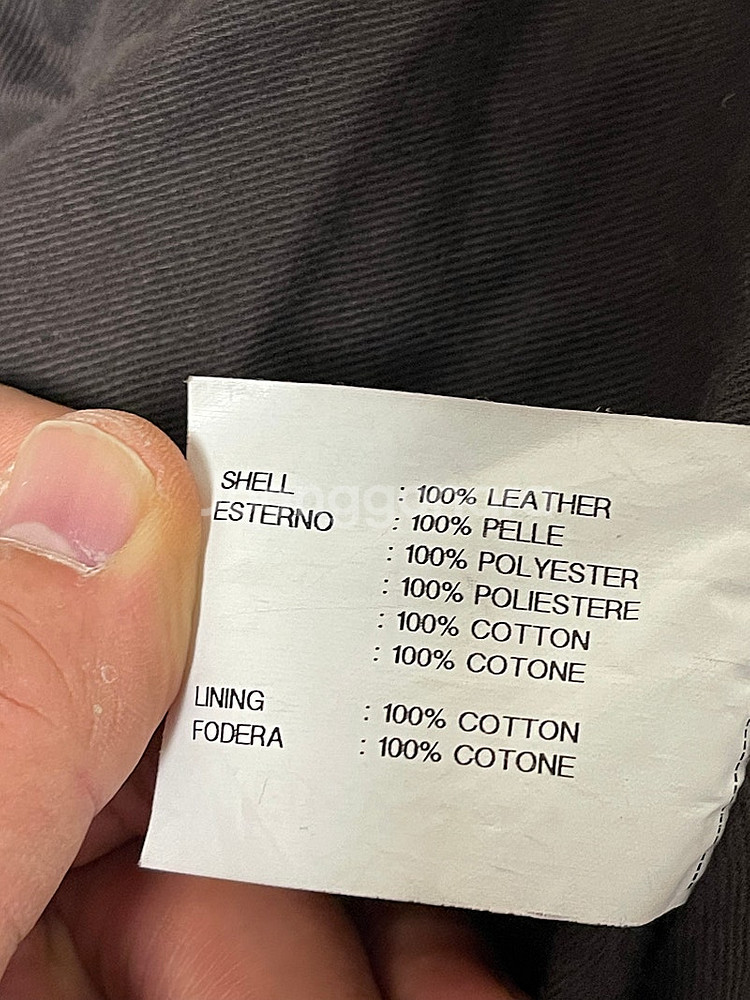 SHELL : 100% LEATHER
ESTERNO : 100% PELLE
: 100% POLYESTER
: 100% POLIESTERE
: 100% COTTON
: 100% COTONE
LINING : 100% COTTON
FODERA : 100% COTONE